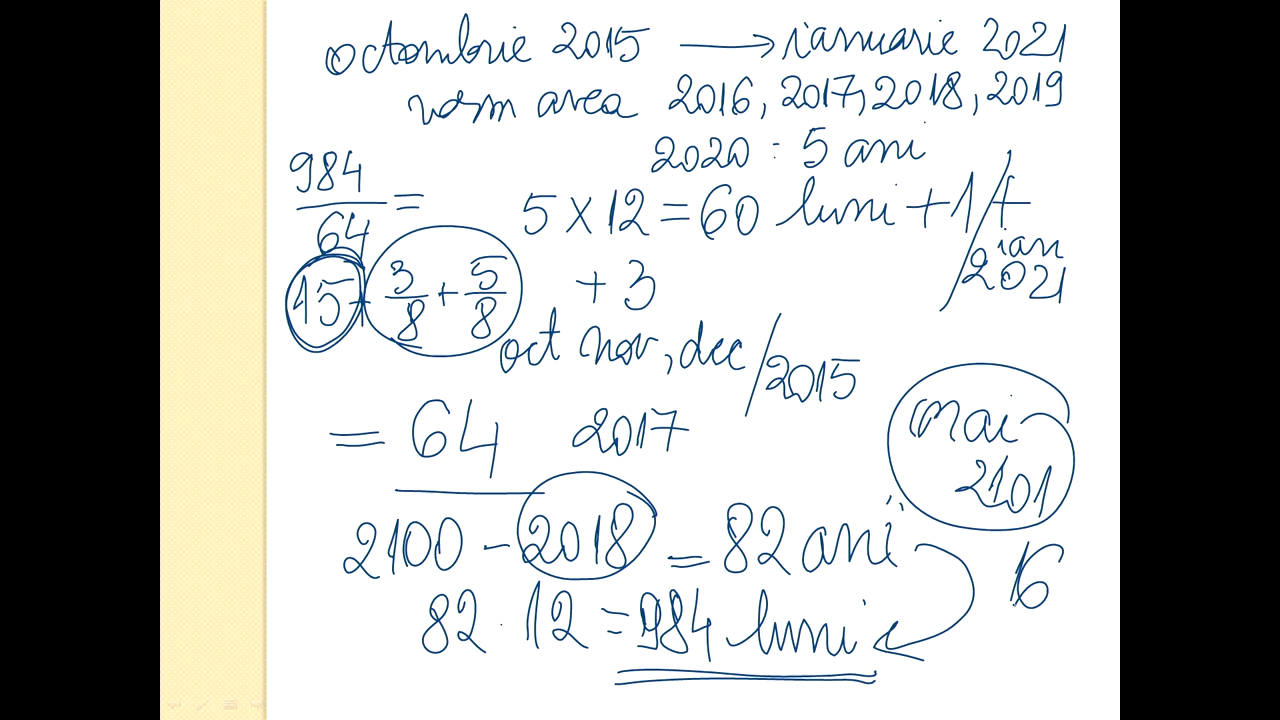 octombrie 2015 → ianuarie 2021
vom avea 2016, 2017, 2018, 2019
2020 : 5 ani
984/64 =
5 × 12 = 60 luni + 1 / +
ian 2021
15 + 3/8 + 5/8
+ 3
oct nov, dec / 2015
= 64 2017
mai 2101
2100 - 2018 = 82 ani
16
82 · 12 = 984 luni